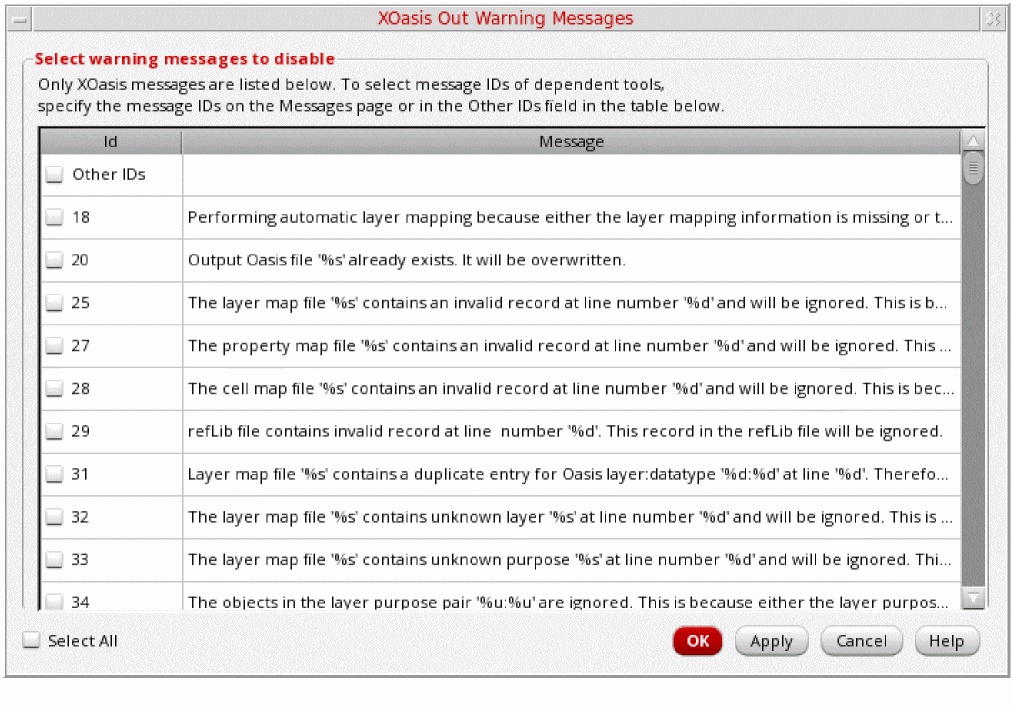 XOasis Out Warning Messages
Select warning messages to disable
Only XOasis messages are listed below. To select message IDs of dependent tools,
specify the message IDs on the Messages page or in the Other IDs field in the table below.
Id Message
Other IDs
18 Performing automatic layer mapping because either the layer mapping information is missing or t...
20 Output Oasis file '%s' already exists. It will be overwritten.
25 The layer map file '%s' contains an invalid record at line number '%d' and will be ignored. This is b...
27 The property map file '%s' contains an invalid record at line number '%d' and will be ignored. This ...
28 The cell map file '%s' contains an invalid record at line number '%d' and will be ignored. This is bec...
29 refLib file contains invalid record at line number '%d'. This record in the refLib file will be ignored.
31 Layer map file '%s' contains a duplicate entry for Oasis layer:datatype '%d:%d' at line '%d'. Therefo...
32 The layer map file '%s' contains unknown layer '%s' at line number '%d' and will be ignored. This is ...
33 The layer map file '%s' contains unknown purpose '%s' at line number '%d' and will be ignored. Thi...
34 The objects in the layer purpose pair '%u:%u' are ignored. This is because either the layer purpos...
Select All OK Apply Cancel Help